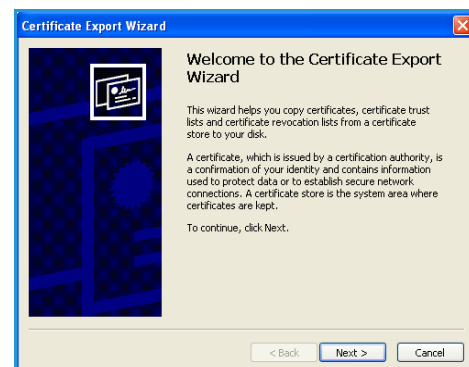 Certificate Export Wizard
Welcome to the Certificate Export
Wizard
This wizard helps you copy certificates, certificate trust
lists and certificate revocation lists from a certificate
store to your disk.
A certificate, which is issued by a certification authority, is
a confirmation of your identity and contains information
used to protect data or to establish secure network
connections. A certificate store is the system area where
certificates are kept.
To continue, click Next.
< Back Next > Cancel